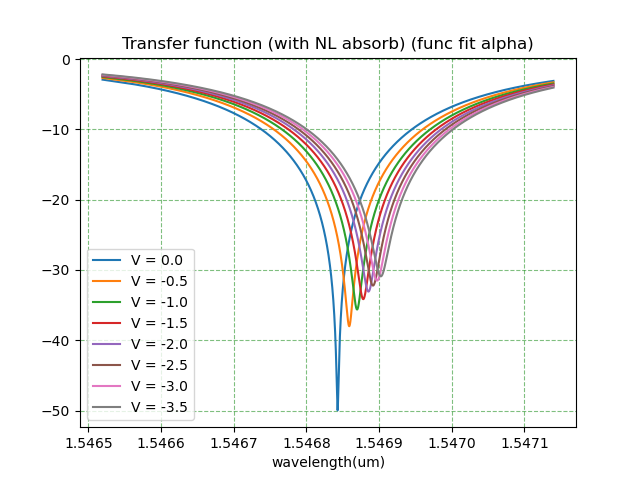 Transfer function (with NL absorb) (func fit alpha)
0
−10
−20
−30
−40
−50
V = 0.0
V = -0.5
V = -1.0
V = -1.5
V = -2.0
V = -2.5
V = -3.0
V = -3.5
1.5465 1.5466 1.5467 1.5468 1.5469 1.5470 1.5471
wavelength(um)